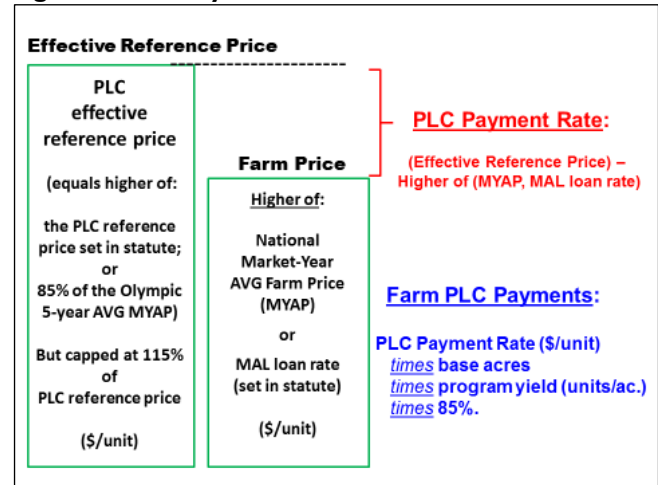 Effective Reference Price
PLC
effective
reference price
(equals higher of:
the PLC reference
price set in statute;
or
85% of the Olympic
5-year AVG MYAP)
But capped at 115%
of
PLC reference price
($/unit)
Farm Price
Higher of:
National
Market-Year
AVG Farm Price
(MYAP)
or
MAL loan rate
(set in statute)
($/unit)
PLC Payment Rate:
(Effective Reference Price) –
Higher of (MYAP, MAL loan rate)
Farm PLC Payments:
PLC Payment Rate ($/unit)
times base acres
times program yield (units/ac.)
times 85%.